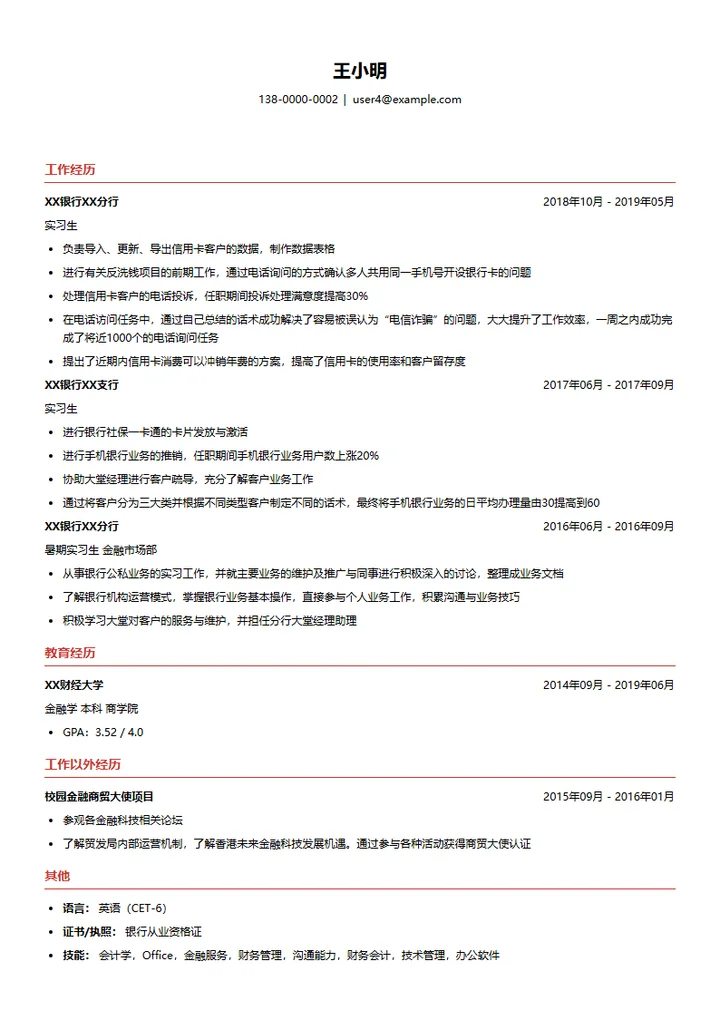 王小明
138-0000-0002 | user4@example.com
工作经历
XX银行XX分行 2018年10月 - 2019年05月
实习生
• 负责导入、更新、导出信用卡客户的数据，制作数据表格
• 进行有关反洗钱项目的前期工作，通过电话询问的方式确认多人共用同一手机号开设银行卡的问题
• 处理信用卡客户的电话投诉，任职期间投诉处理满意度提高30%
• 在电话访问任务中，通过自己总结的话术成功解决了容易被误认为“电信诈骗”的问题，大大提升了工作效率，一周之内成功完
成了将近1000个的电话询问任务
• 提出了近期内信用卡消费可以冲销年费的方案，提高了信用卡的使用率和客户留存度
XX银行XX支行 2017年06月 - 2017年09月
实习生
• 进行银行社保一卡通的卡片发放与激活
• 进行手机银行业务的推销，任职期间手机银行业务用户数上涨20%
• 协助大堂经理进行客户疏导，充分了解客户业务工作
• 通过将客户分为三大类并根据不同类型客户制定不同的话术，最终将手机银行业务的日平均办理量由30提高到60
XX银行XX分行 2016年06月 - 2016年09月
暑期实习生 金融市场部
• 从事银行公私业务的实习工作，并就主要业务的维护及推广与同事进行积极深入的讨论，整理成业务文档
• 了解银行机构运营模式，掌握银行业务基本操作，直接参与个人业务工作，积累沟通与业务技巧
• 积极学习大堂对客户的服务与维护，并担任分行大堂经理助理
教育经历
XX财经大学 2014年09月 - 2019年06月
金融学 本科 商学院
• GPA：3.52 / 4.0
工作以外经历
校园金融商贸大使项目 2015年09月 - 2016年01月
• 参观各金融科技相关论坛
• 了解贸发局内部运营机制，了解香港未来金融科技发展机遇。通过参与各种活动获得商贸大使认证
其他
• 语言： 英语（CET-6）
• 证书/执照： 银行从业资格证
• 技能： 会计学，Office，金融服务，财务管理，沟通能力，财务会计，技术管理，办公软件